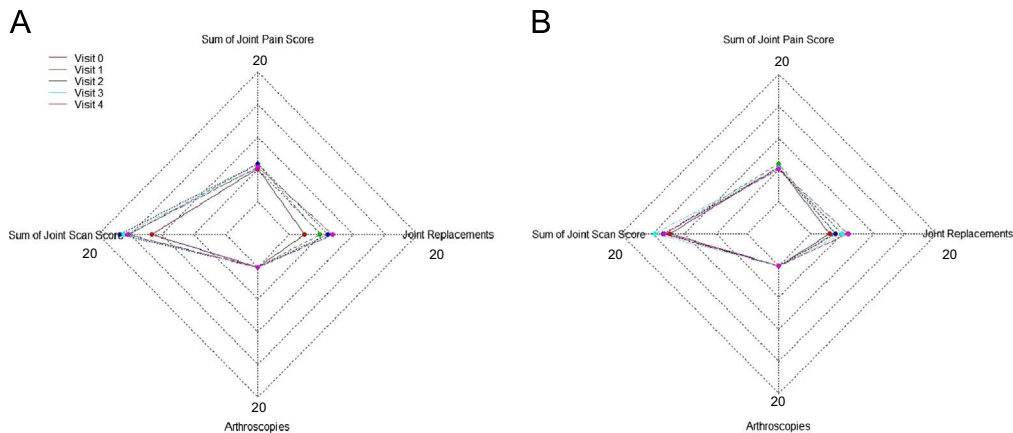 A
B
Sum of Joint Pain Score
20
Visit 0
Visit 1
Visit 2
Visit 3
Visit 4
Sum of Joint Scan Score
20
Joint Replacements
20
20
Arthroscopies
Sum of Joint Pain Score
20
Sum of Joint Scan Score
20
Joint Replacements
20
20
Arthroscopies